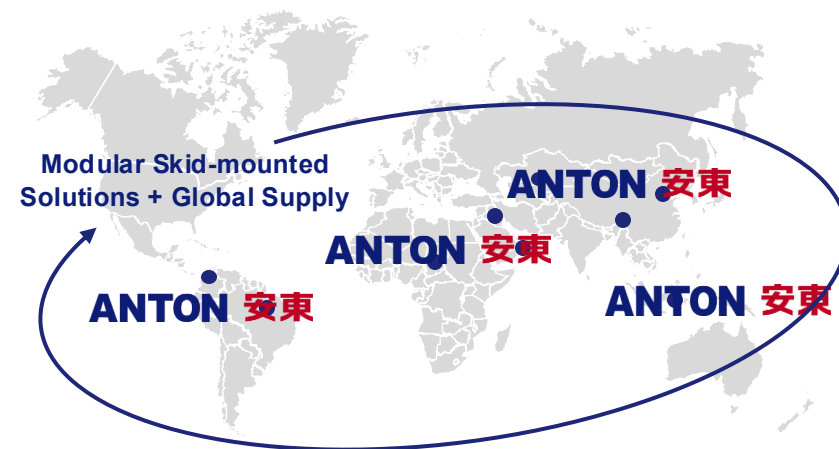 Modular Skid-mounted
Solutions + Global Supply
ANTON 安東
ANTON 安東
ANTON 安東
ANTON 安東